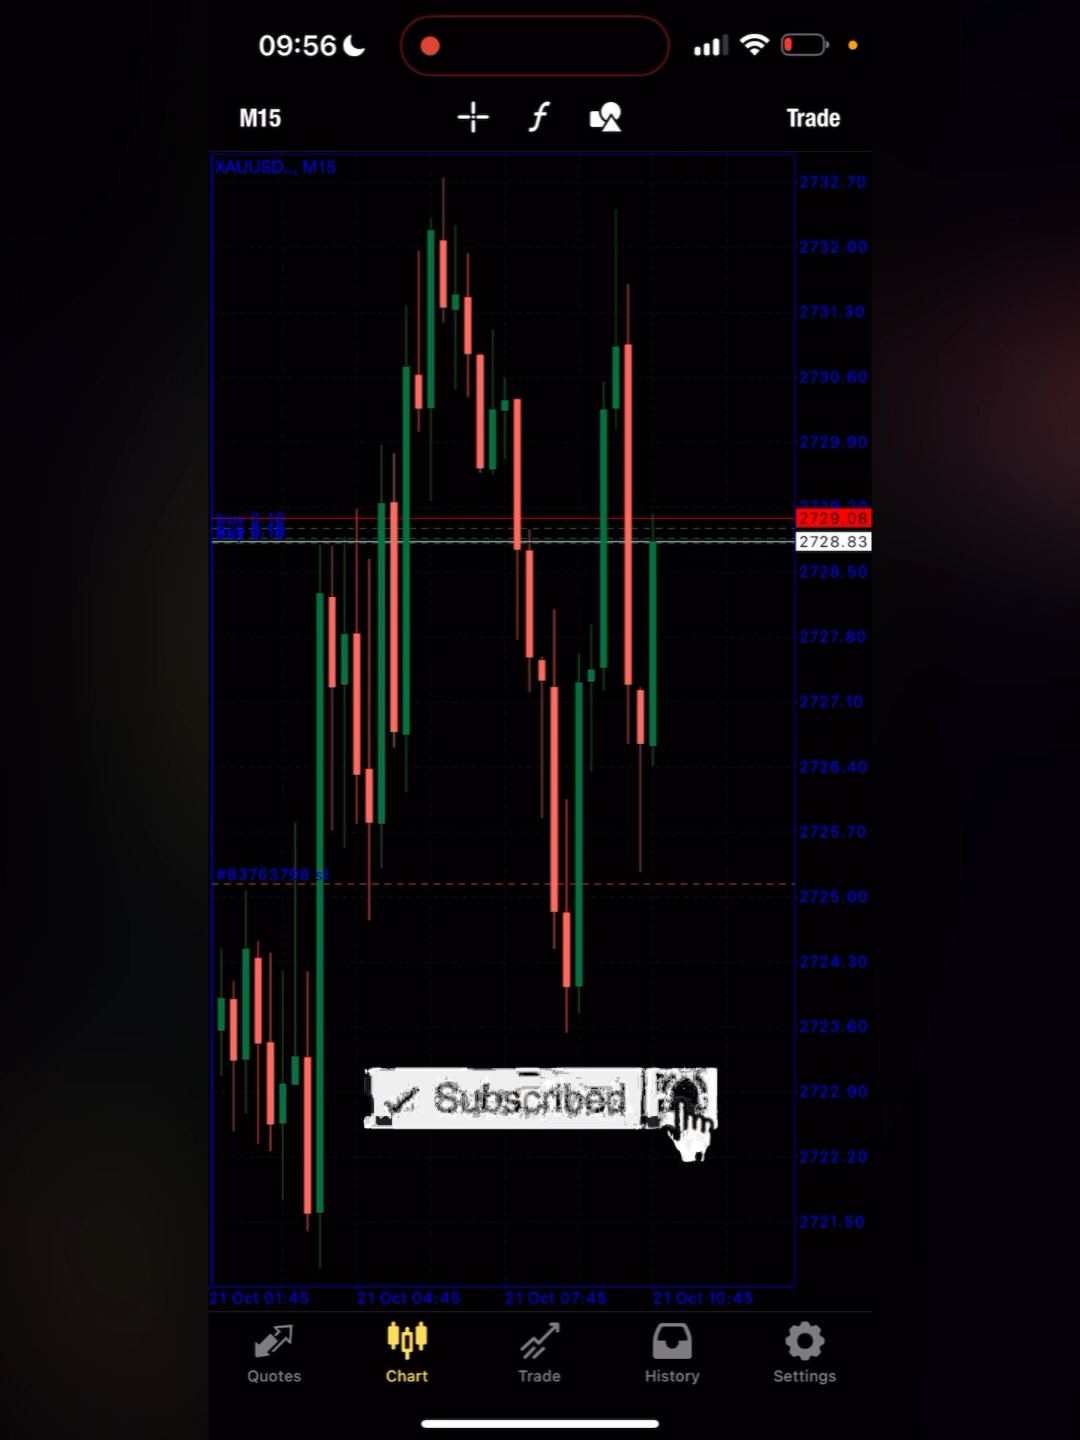 09:56
M15
Trade
XAUUSD.., M15
2732.70
2732.00
2731.30
2730.60
2729.90
2729.08
2728.83
buy 0.10
2728.50
2727.80
2727.10
2726.40
2725.70
#83763798 sl
2725.00
2724.30
2723.60
2722.90
Subscribed
2722.20
2721.50
21 Oct 01:45
21 Oct 04:45
21 Oct 07:45
21 Oct 10:45
Quotes
Chart
Trade
History
Settings